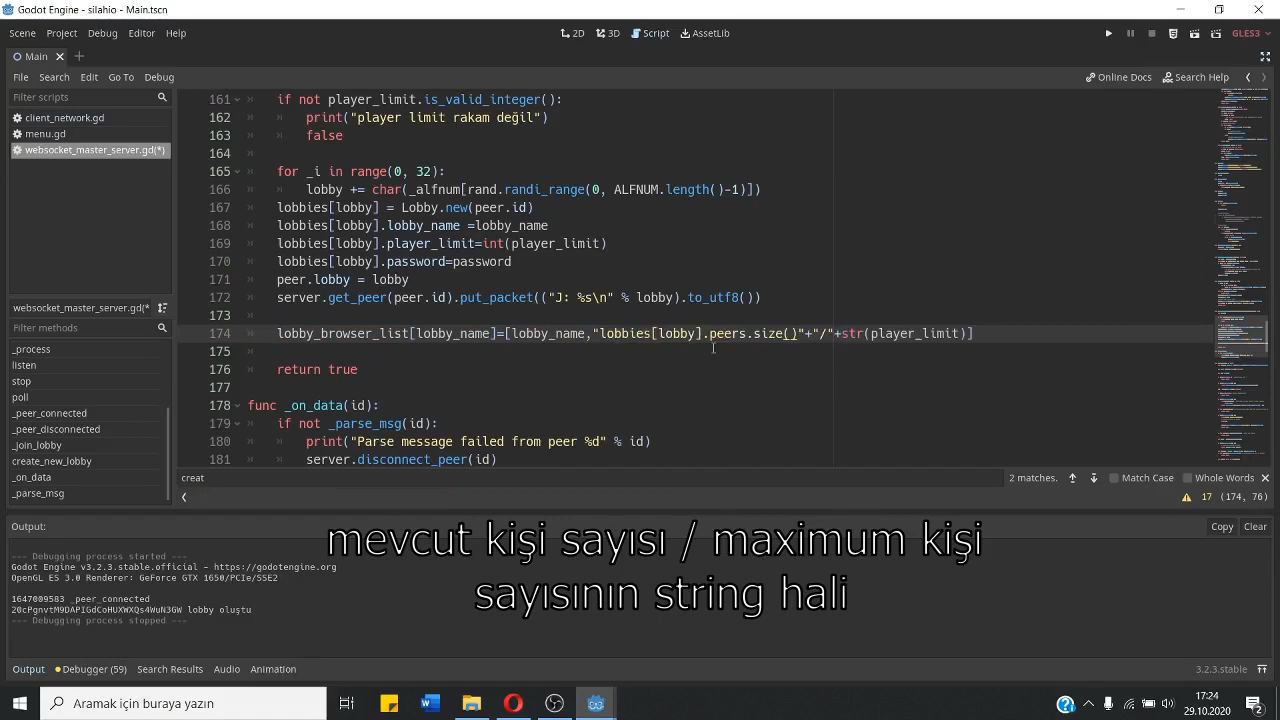 Godot Engine - silahio - Main.tscn
Scene Project Debug Editor Help
2D 3D Script AssetLib
GLES3
Main
File Search Edit Go To Debug
Online Docs Search Help
Filter scripts
client_network.gd
menu.gd
websocket_master_server.gd(*)
websocket_master_server.gd(*
Filter methods
_process
listen
stop
poll
_peer_connected
_peer_disconnected
_join_lobby
create_new_lobby
_on_data
_parse_msg
161 if not player_limit.is_valid_integer():
162 print("player limit rakam değil")
163 false
164
165 for _i in range(0, 32):
166 lobby += char(_alfnum[rand.randi_range(0, ALFNUM.length()-1)])
167 lobbies[lobby] = Lobby.new(peer.id)
168 lobbies[lobby].lobby_name =lobby_name
169 lobbies[lobby].player_limit=int(player_limit)
170 lobbies[lobby].password=password
171 peer.lobby = lobby
172 server.get_peer(peer.id).put_packet(("J: %s\n" % lobby).to_utf8())
173
174 lobby_browser_list[lobby_name]=[lobby_name,"lobbies[lobby].peers.size()"+"/"+str(player_limit)]
175
176 return true
177
178 func _on_data(id):
179 if not _parse_msg(id):
180 print("Parse message failed from peer %d" % id)
181 server.disconnect_peer(id)
creat
2 matches. Match Case Whole Words
17 (174, 76)
Output:
Copy Clear
--- Debugging process started ---
Godot Engine v3.2.3.stable.official - https://godotengine.org
OpenGL ES 3.0 Renderer: GeForce GTX 1650/PCIe/SSE2
1647009583 _peer_connected
20cPgnvtM9DAPIGdCoHUXWXQs4WuN3GW lobby oluştu
--- Debugging process stopped ---
mevcut kişi sayısı / maximum kişi
sayısının string hali
Output Debugger (59) Search Results Audio Animation
3.2.3.stable
Aramak için buraya yazın
17:24
29.10.2020
2